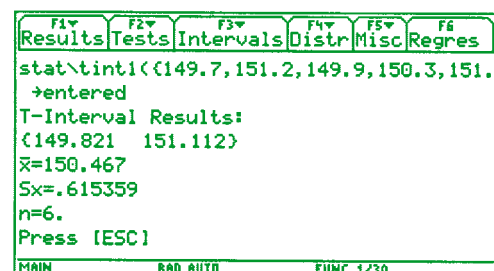 F1▾ F2▾ F3▾ F4▾ F5▾ F6
Results Tests Intervals Distr Misc Regres
stat\tint1({149.7,151.2,149.9,150.3,151.
→entered
T-Interval Results:
{149.821 151.112}
x̄=150.467
Sx=.615359
n=6.
Press [ESC]
MAIN RAD AUTO FUNC 1/30